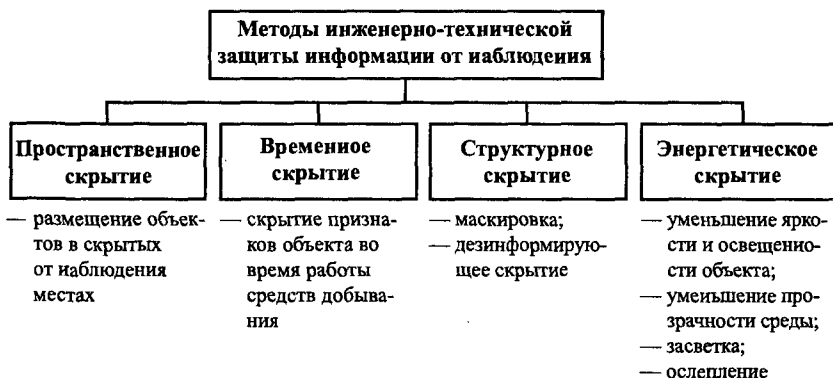 Методы инженерно-технической
защиты информации от наблюдения
Пространственное
скрытие
— размещение объек-
тов в скрытых
от наблюдения
местах
Временное
скрытие
— скрытие призна-
ков объекта во
время работы
средств добыва-
ния
Структурное
скрытие
— маскировка;
— дезинформирую-
щее скрытие
Энергетическое
скрытие
— уменьшение ярко-
сти и освещенно-
сти объекта;
— уменьшение про-
зрачности среды;
— засветка;
— ослепление